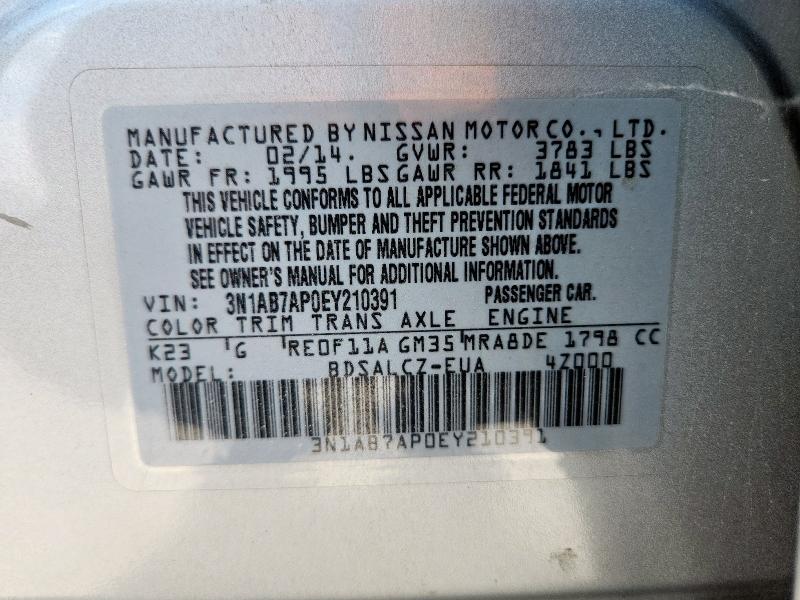 MANUFACTURED BY NISSAN MOTOR CO., LTD.
DATE: 02/14. GVWR: 3783 LBS
GAWR FR: 1995 LBS GAWR RR: 1841 LBS
THIS VEHICLE CONFORMS TO ALL APPLICABLE FEDERAL MOTOR
VEHICLE SAFETY, BUMPER AND THEFT PREVENTION STANDARDS
IN EFFECT ON THE DATE OF MANUFACTURE SHOWN ABOVE.
SEE OWNER'S MANUAL FOR ADDITIONAL INFORMATION.
VIN: 3N1AB7AP0EY210391 PASSENGER CAR.
COLOR TRIM TRANS AXLE ENGINE
K23 G RE0F11A GM35 MRA8DE 1798 CC
MODEL: BDSALCZ-EUA 4Z000
3N1AB7AP0EY210391